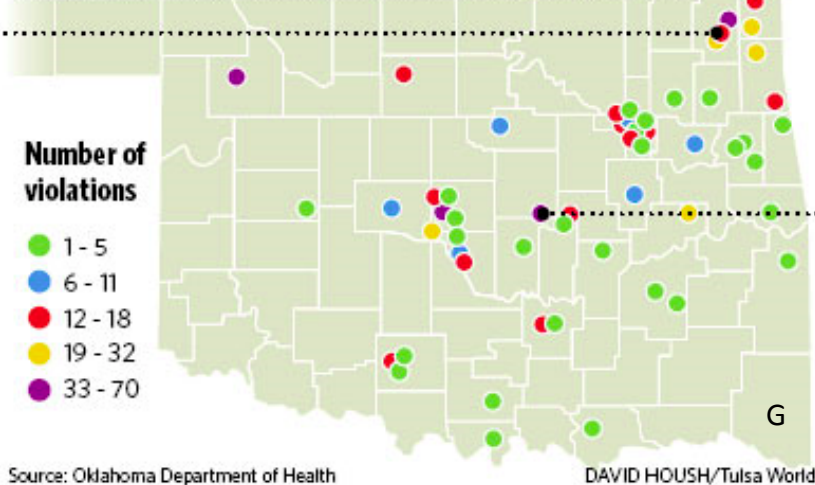 Number of
violations
1 - 5
6 - 11
12 - 18
19 - 32
33 - 70
G
Source: Oklahoma Department of Health
DAVID HOUSH/Tulsa World